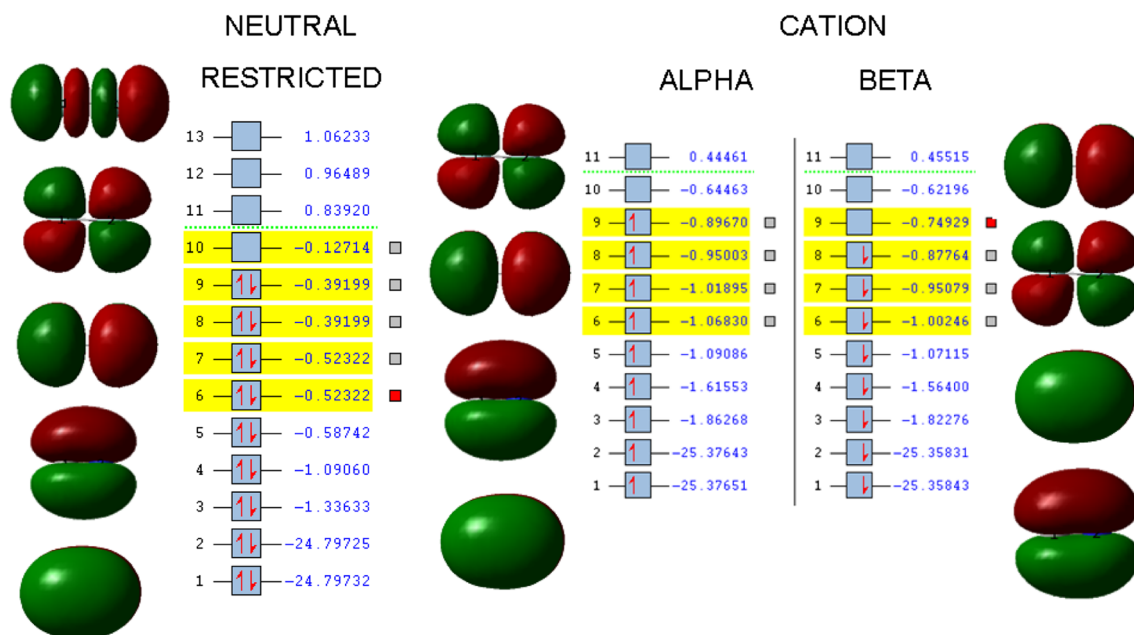 NEUTRAL
RESTRICTED
13 1.06233
12 0.96489
11 0.83920
10 -0.12714
9 -0.39199
8 -0.39199
7 -0.52322
6 -0.52322
5 -0.58742
4 -1.09060
3 -1.33633
2 -24.79725
1 -24.79732
CATION
ALPHA BETA
11 0.44461 11 0.45515
10 -0.64463 10 -0.62196
9 -0.89670 9 -0.74929
8 -0.95003 8 -0.87764
7 -1.01895 7 -0.95079
6 -1.06830 6 -1.00246
5 -1.09086 5 -1.07115
4 -1.61553 4 -1.56400
3 -1.86268 3 -1.82276
2 -25.37643 2 -25.35831
1 -25.37651 1 -25.35843